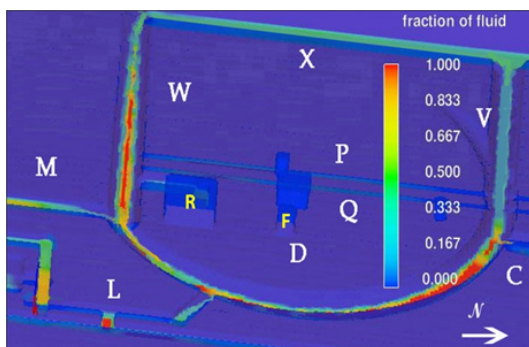 fraction of fluid
X
1.000
W
0.833
V
0.667
P
M
0.500
R
Q
0.333
F
D
0.167
C
L
0.000
N